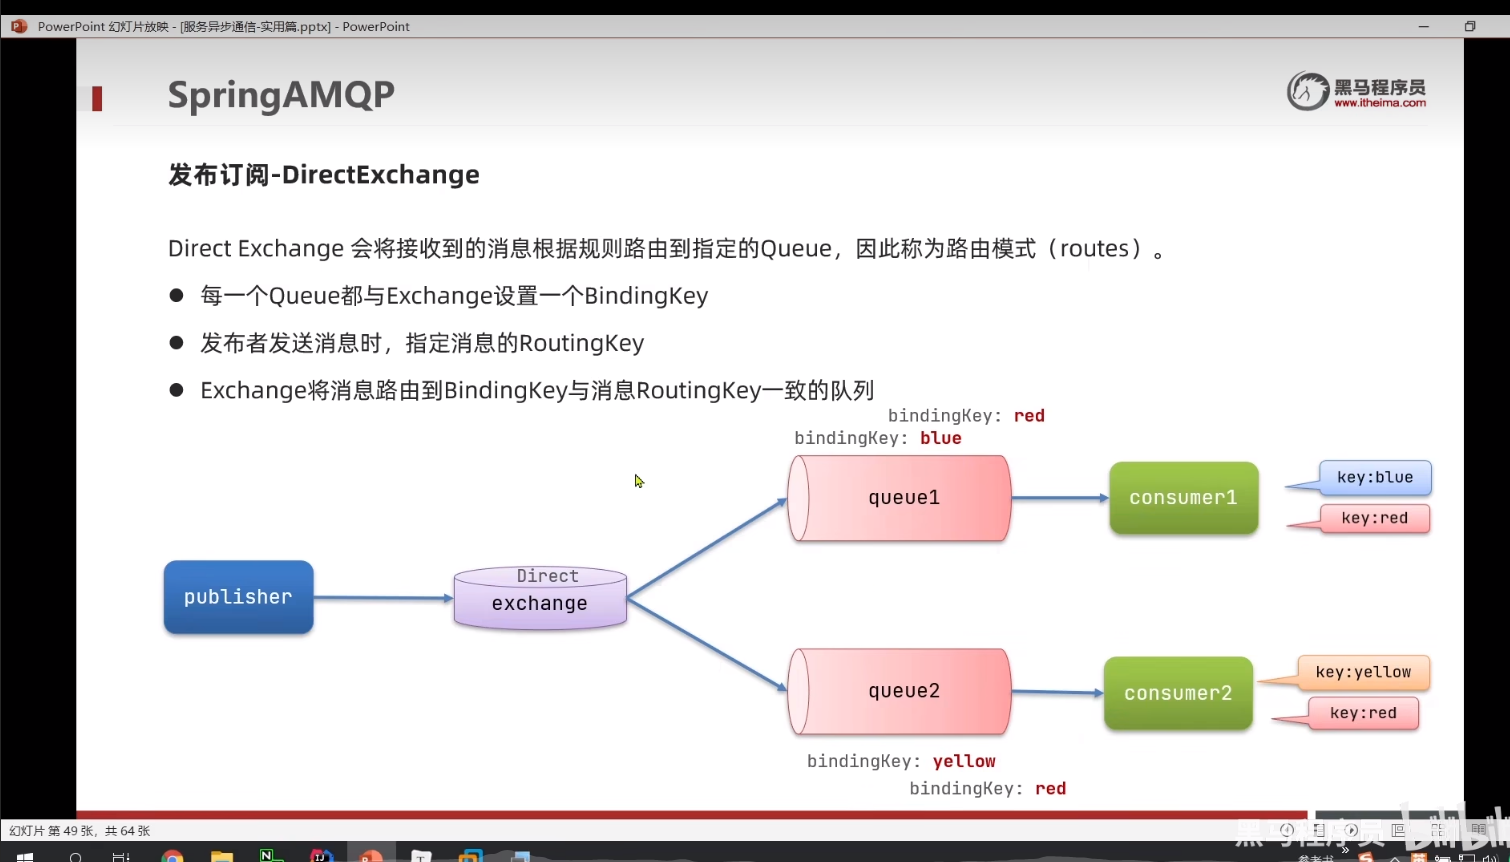 PowerPoint 幻灯片放映 - [服务异步通信-实用篇.pptx] - PowerPoint
SpringAMQP
黑马程序员
www.itheima.com
发布订阅-DirectExchange
Direct Exchange 会将接收到的消息根据规则路由到指定的Queue，因此称为路由模式（routes）。
每一个Queue都与Exchange设置一个BindingKey
发布者发送消息时，指定消息的RoutingKey
Exchange将消息路由到BindingKey与消息RoutingKey一致的队列
bindingKey: red
bindingKey: blue
queue1
consumer1
key:blue
key:red
publisher
Direct
exchange
queue2
consumer2
key:yellow
key:red
bindingKey: yellow
bindingKey: red
幻灯片 第 49 张，共 64 张
黑马程序员
bilibili